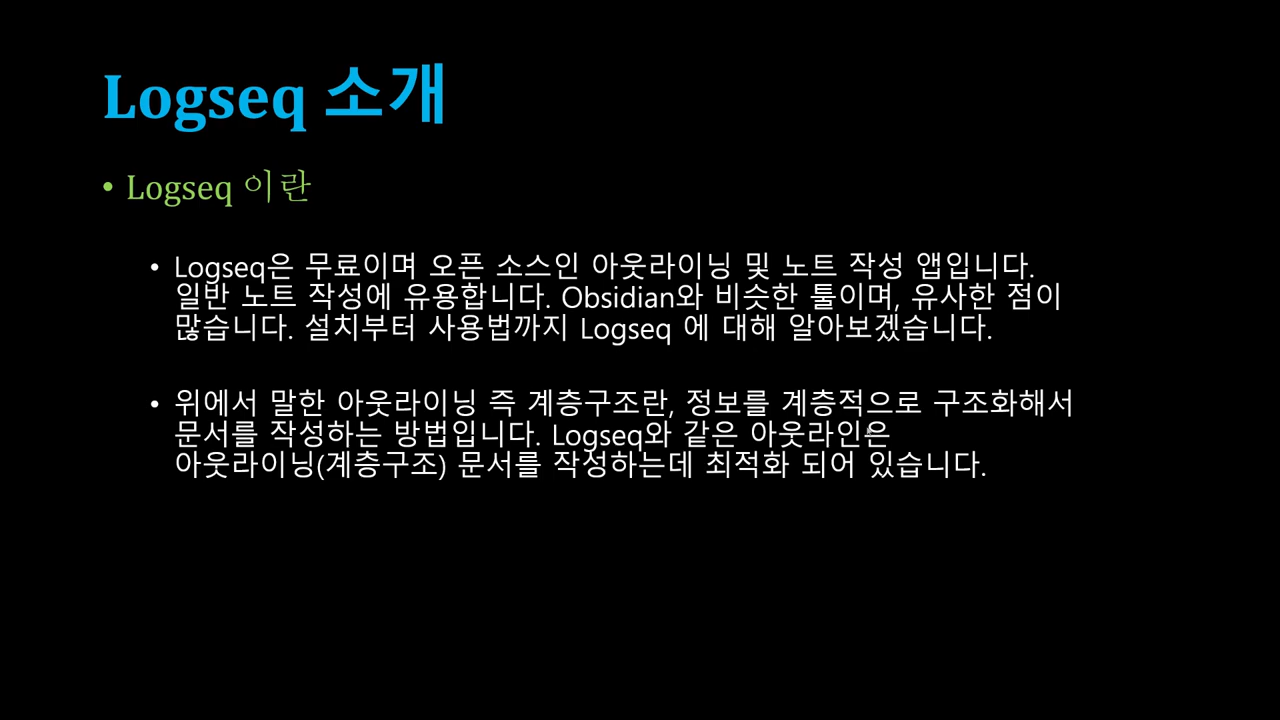 Logseq 소개
• Logseq 이란
• Logseq은 무료이며 오픈 소스인 아웃라이닝 및 노트 작성 앱입니다.
일반 노트 작성에 유용합니다. Obsidian와 비슷한 툴이며, 유사한 점이
많습니다. 설치부터 사용법까지 Logseq 에 대해 알아보겠습니다.
• 위에서 말한 아웃라이닝 즉 계층구조란, 정보를 계층적으로 구조화해서
문서를 작성하는 방법입니다. Logseq와 같은 아웃라인은
아웃라이닝(계층구조) 문서를 작성하는데 최적화 되어 있습니다.